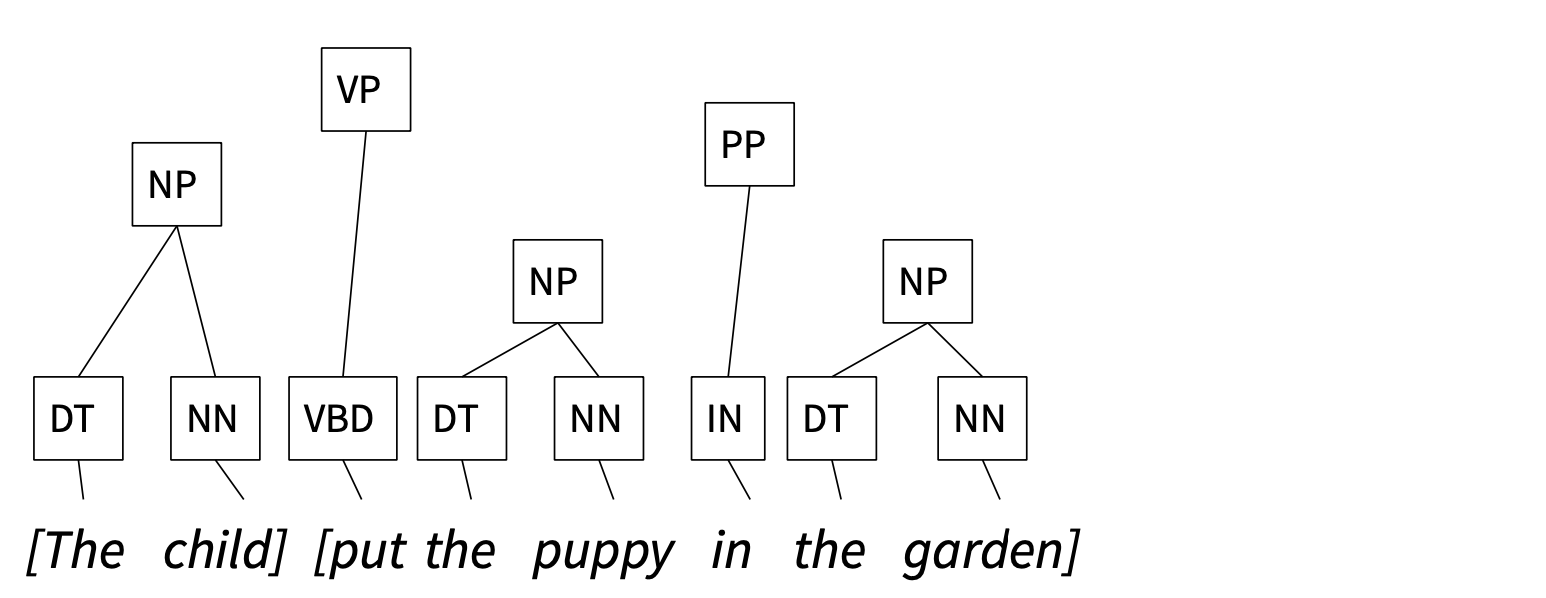 VP
PP
NP
NP NP
DT NN VBD DT NN IN DT NN
[The child] [put the puppy in the garden]